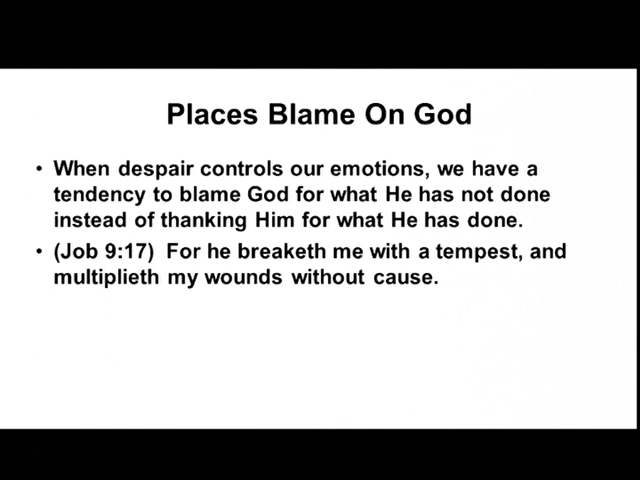 Places Blame On God
• When despair controls our emotions, we have a
tendency to blame God for what He has not done
instead of thanking Him for what He has done.
• (Job 9:17)  For he breaketh me with a tempest, and
multiplieth my wounds without cause.